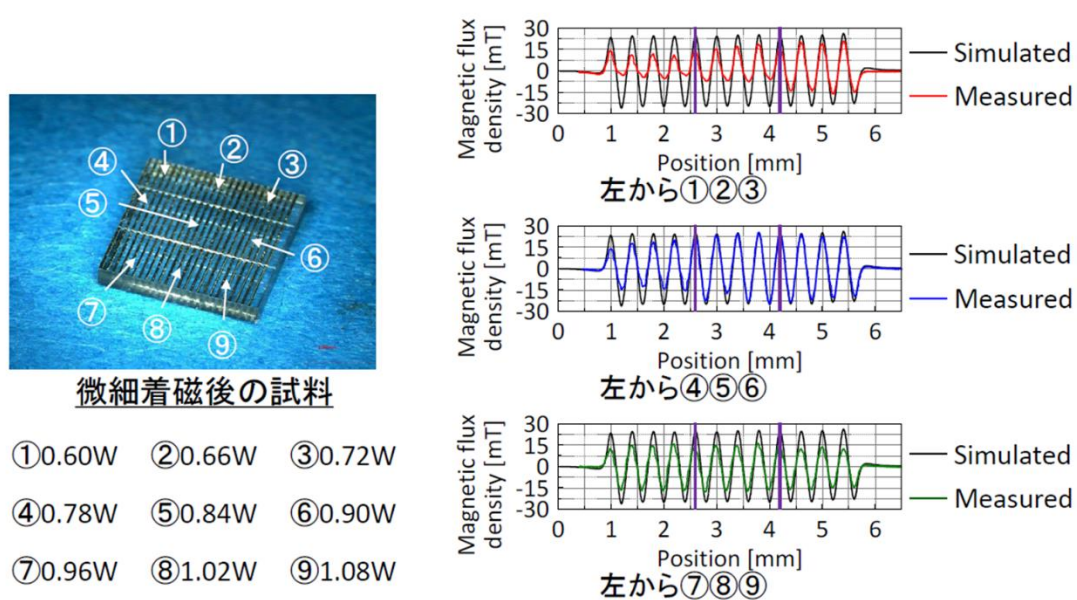 ①
②
③
④
⑤
⑥
⑦
⑧
⑨
微細着磁後の試料
①0.60W ②0.66W ③0.72W
④0.78W ⑤0.84W ⑥0.90W
⑦0.96W ⑧1.02W ⑨1.08W
Magnetic flux
density [mT]
30
15
0
-15
-30
0 1 2 3 4 5 6
Position [mm]
Simulated
Measured
左から①②③
Magnetic flux
density [mT]
30
15
0
-15
-30
0 1 2 3 4 5 6
Position [mm]
Simulated
Measured
左から④⑤⑥
Magnetic flux
density [mT]
30
15
0
-15
-30
0 1 2 3 4 5 6
Position [mm]
Simulated
Measured
左から⑦⑧⑨